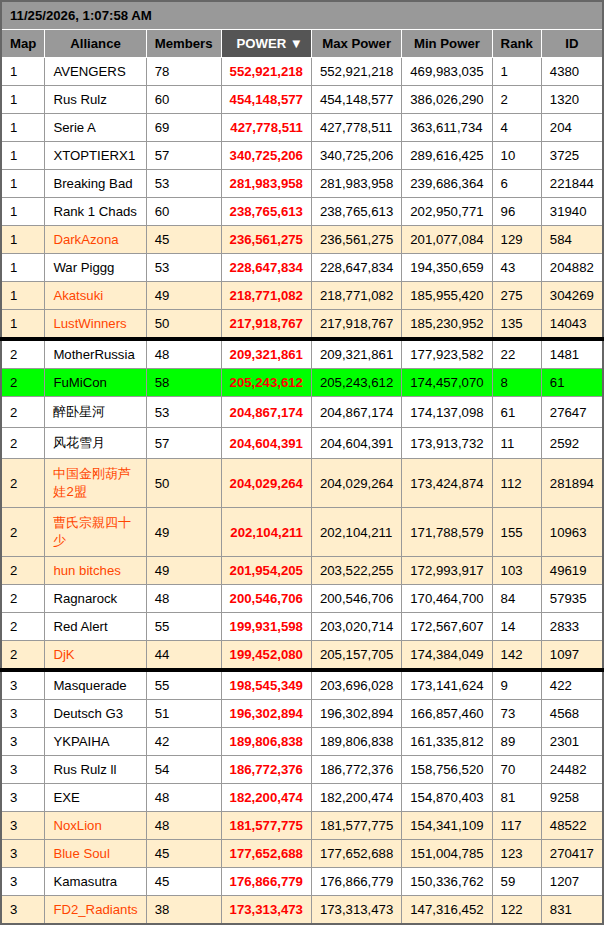 11/25/2026, 1:07:58 AM
Map Alliance Members POWER ▼ Max Power Min Power Rank ID
1 AVENGERS 78 552,921,218 552,921,218 469,983,035 1 4380
1 Rus Rulz 60 454,148,577 454,148,577 386,026,290 2 1320
1 Serie A 69 427,778,511 427,778,511 363,611,734 4 204
1 XTOPTIERX1 57 340,725,206 340,725,206 289,616,425 10 3725
1 Breaking Bad 53 281,983,958 281,983,958 239,686,364 6 221844
1 Rank 1 Chads 60 238,765,613 238,765,613 202,950,771 96 31940
1 DarkAzona 45 236,561,275 236,561,275 201,077,084 129 584
1 War Piggg 53 228,647,834 228,647,834 194,350,659 43 204882
1 Akatsuki 49 218,771,082 218,771,082 185,955,420 275 304269
1 LustWinners 50 217,918,767 217,918,767 185,230,952 135 14043
2 MotherRussia 48 209,321,861 209,321,861 177,923,582 22 1481
2 FuMiCon 58 205,243,612 205,243,612 174,457,070 8 61
2 醉卧星河 53 204,867,174 204,867,174 174,137,098 61 27647
2 风花雪月 57 204,604,391 204,604,391 173,913,732 11 2592
2 中国金刚葫芦
娃2盟 50 204,029,264 204,029,264 173,424,874 112 281894
2 曹氏宗親四十
少 49 202,104,211 202,104,211 171,788,579 155 10963
2 hun bitches 49 201,954,205 203,522,255 172,993,917 103 49619
2 Ragnarock 48 200,546,706 200,546,706 170,464,700 84 57935
2 Red Alert 55 199,931,598 203,020,714 172,567,607 14 2833
2 DjK 44 199,452,080 205,157,705 174,384,049 142 1097
3 Masquerade 55 198,545,349 203,696,028 173,141,624 9 422
3 Deutsch G3 51 196,302,894 196,302,894 166,857,460 73 4568
3 YKPAIHA 42 189,806,838 189,806,838 161,335,812 89 2301
3 Rus Rulz ll 54 186,772,376 186,772,376 158,756,520 70 24482
3 EXE 48 182,200,474 182,200,474 154,870,403 81 9258
3 NoxLion 48 181,577,775 181,577,775 154,341,109 117 48522
3 Blue Soul 45 177,652,688 177,652,688 151,004,785 123 270417
3 Kamasutra 45 176,866,779 176,866,779 150,336,762 59 1207
3 FD2_Radiants 38 173,313,473 173,313,473 147,316,452 122 831